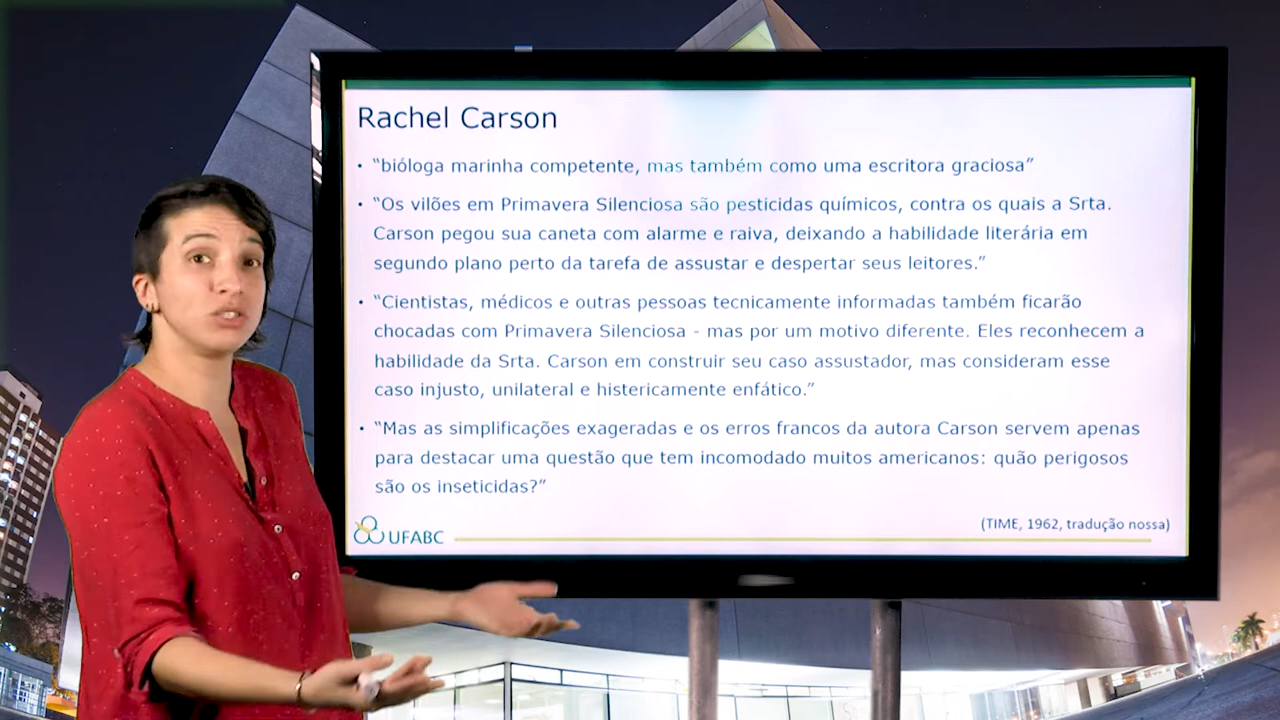 Rachel Carson
• “bióloga marinha competente, mas também como uma escritora graciosa”
• “Os vilões em Primavera Silenciosa são pesticidas químicos, contra os quais a Srta.
Carson pegou sua caneta com alarme e raiva, deixando a habilidade literária em
segundo plano perto da tarefa de assustar e despertar seus leitores.”
• “Cientistas, médicos e outras pessoas tecnicamente informadas também ficarão
chocadas com Primavera Silenciosa - mas por um motivo diferente. Eles reconhecem a
habilidade da Srta. Carson em construir seu caso assustador, mas consideram esse
caso injusto, unilateral e histericamente enfático.”
• “Mas as simplificações exageradas e os erros francos da autora Carson servem apenas
para destacar uma questão que tem incomodado muitos americanos: quão perigosos
são os inseticidas?”
(TIME, 1962, tradução nossa)
UFABC